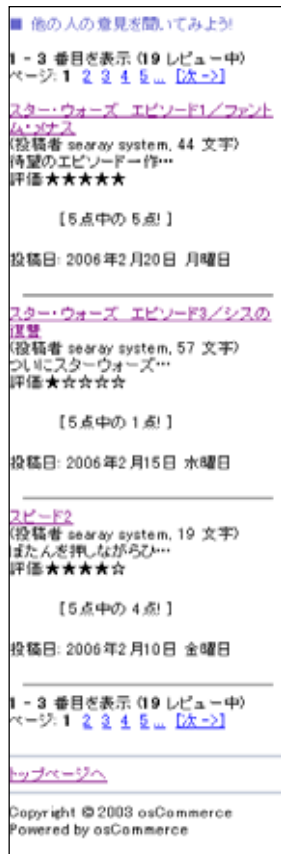 ■ 他の人の意見を聞いてみよう!
1 - 3 番目を表示 (19 レビュー中)
ページ: 1 2 3 4 5 ... [次 ->]
スター・ウォーズ エピソード1/ファント
ム・メナス
(投稿者 searay system, 44 文字)
待望のエピソード一作…
評価★★★★★
[5点中の 5点! ]
投稿日: 2006年2月20日 月曜日
スター・ウォーズ エピソード3/シスの
復讐
(投稿者 searay system, 57 文字)
ついにスターウォーズ…
評価★☆☆☆☆
[5点中の 1点! ]
投稿日: 2006年2月15日 水曜日
スピード2
(投稿者 searay system, 19 文字)
ぼたんを押しながらひ…
評価★★★★☆
[5点中の 4点! ]
投稿日: 2006年2月10日 金曜日
1 - 3 番目を表示 (19 レビュー中)
ページ: 1 2 3 4 5 ... [次 ->]
トップページへ
Copyright © 2003 osCommerce
Powered by osCommerce